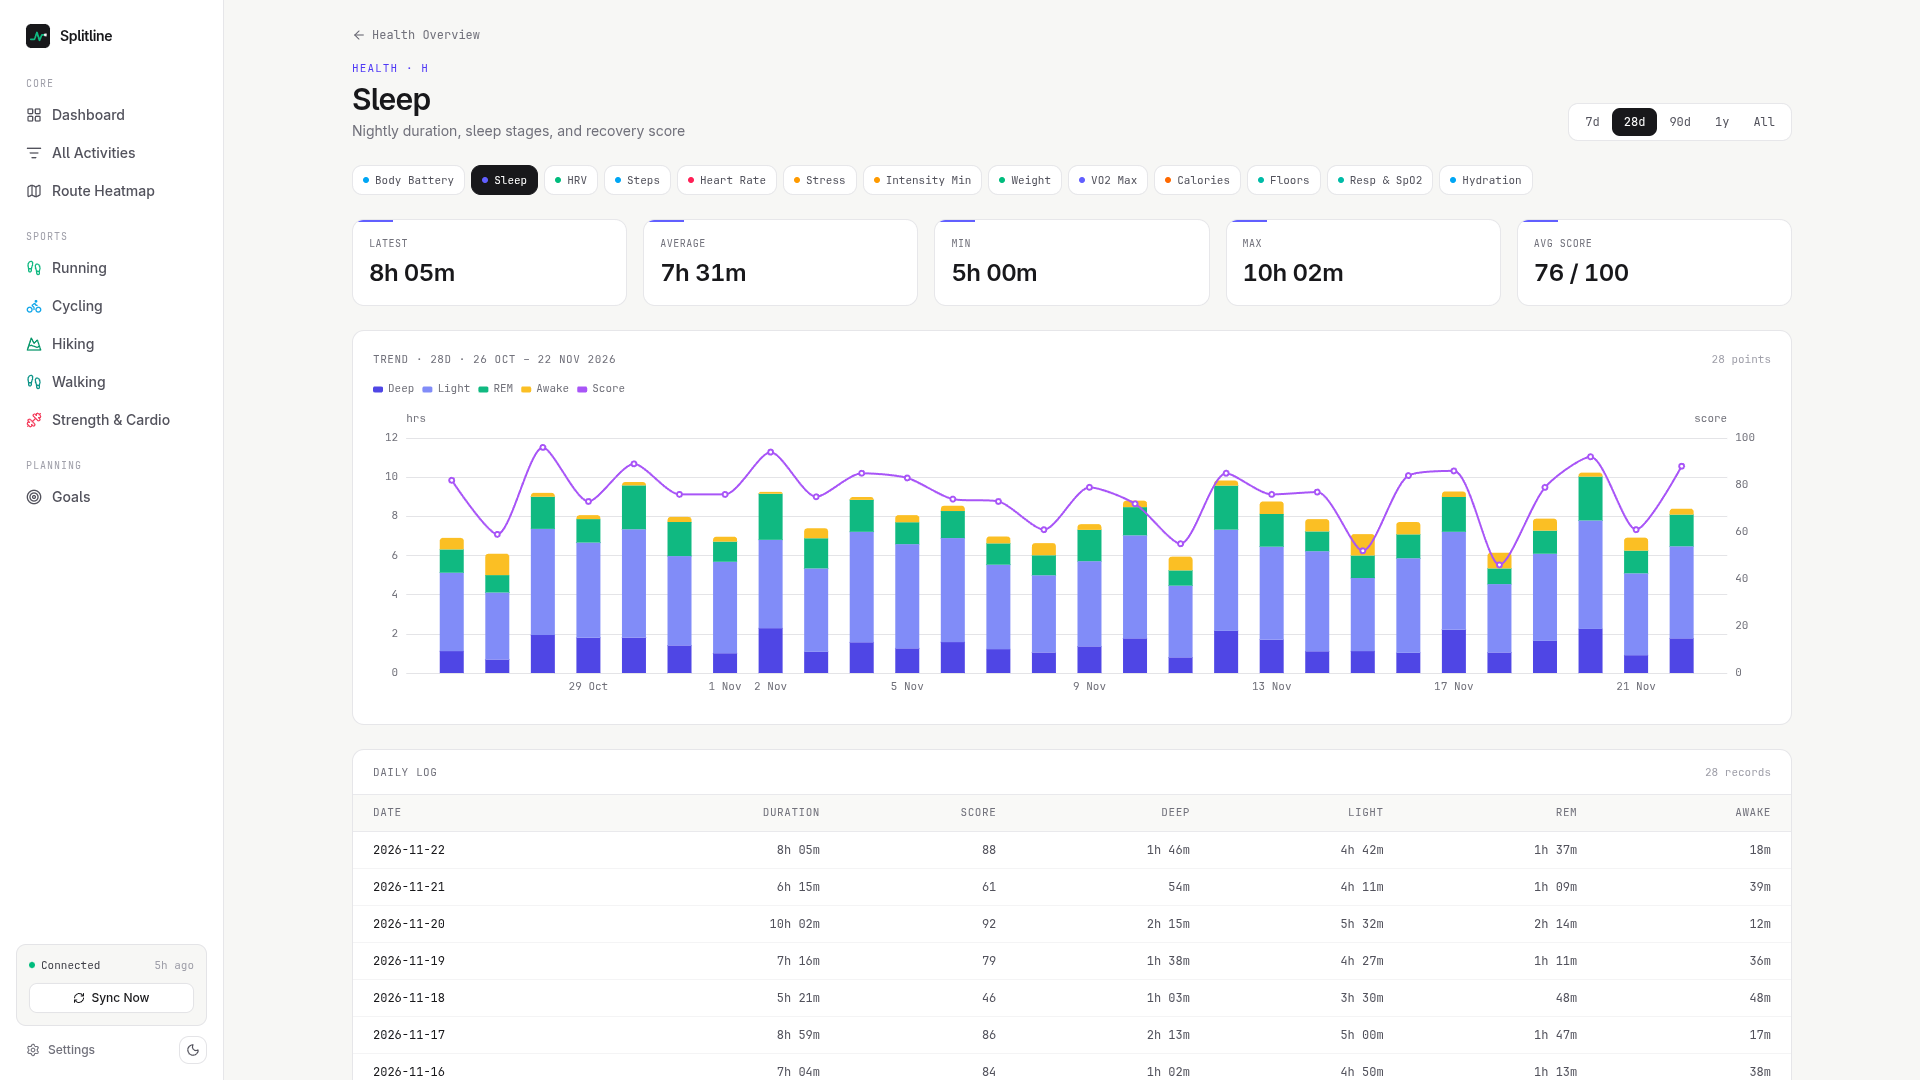 Splitline
CORE
Dashboard
All Activities
Route Heatmap
SPORTS
Running
Cycling
Hiking
Walking
Strength & Cardio
PLANNING
Goals
Connected 5h ago
Sync Now
Settings
Health Overview
HEALTH · H
Sleep
Nightly duration, sleep stages, and recovery score
7d 28d 90d 1y All
Body Battery Sleep HRV Steps Heart Rate Stress Intensity Min Weight VO2 Max Calories Floors Resp & SpO2 Hydration
LATEST
8h 05m
AVERAGE
7h 31m
MIN
5h 00m
MAX
10h 02m
AVG SCORE
76 / 100
TREND · 28D · 26 OCT – 22 NOV 2026 28 points
Deep Light REM Awake Score
hrs score
12 100
10
80
8
60
6
40
4
20
2
0 0
29 Oct 1 Nov 2 Nov 5 Nov 9 Nov 13 Nov 17 Nov 21 Nov
DAILY LOG 28 records
DATE DURATION SCORE DEEP LIGHT REM AWAKE
2026-11-22 8h 05m 88 1h 46m 4h 42m 1h 37m 18m
2026-11-21 6h 15m 61 54m 4h 11m 1h 09m 39m
2026-11-20 10h 02m 92 2h 15m 5h 32m 2h 14m 12m
2026-11-19 7h 16m 79 1h 38m 4h 27m 1h 11m 36m
2026-11-18 5h 21m 46 1h 03m 3h 30m 48m 48m
2026-11-17 8h 59m 86 2h 13m 5h 00m 1h 47m 17m
2026-11-16 7h 04m 84 1h 02m 4h 50m 1h 13m 38m